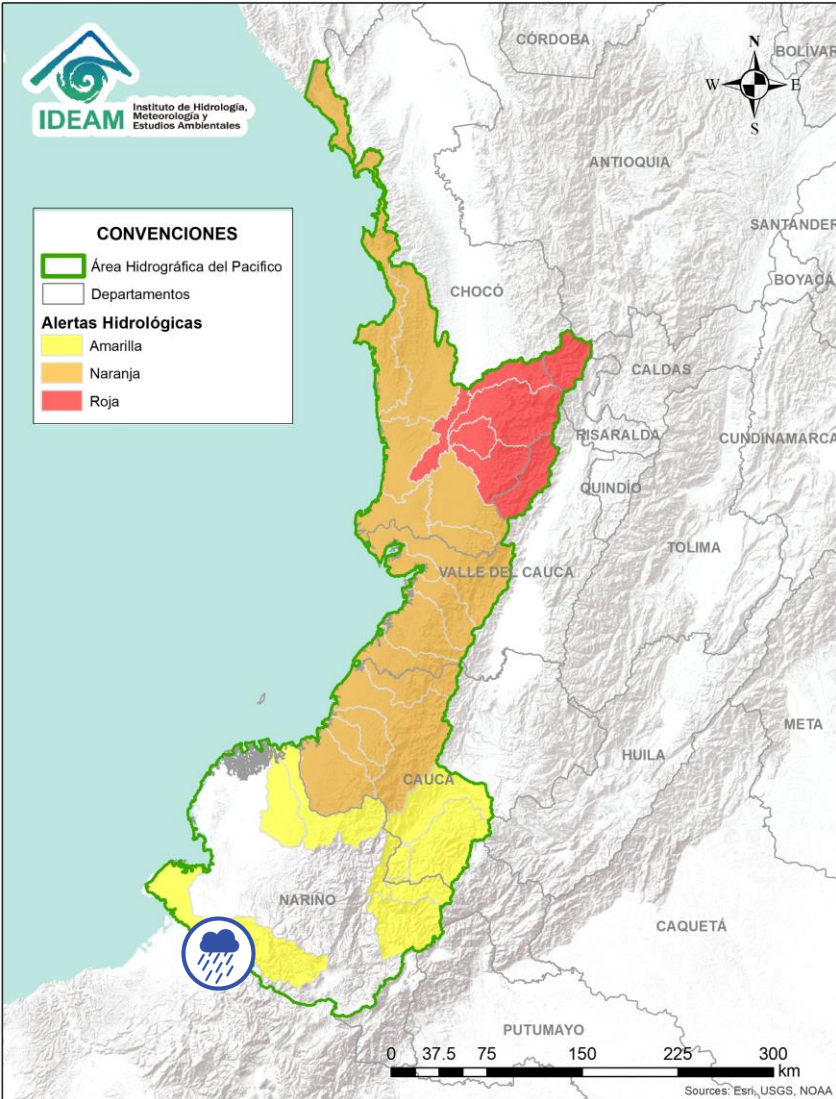 IDEAM
Instituto de Hidrología,
Meteorología y
Estudios Ambientales
CÓRDOBA
BOLÍVAR
N
W
E
S
ANTIOQUIA
SANTANDER
CONVENCIONES
Área Hidrográfica del Pacifico
Departamentos
Alertas Hidrológicas
Amarilla
Naranja
Roja
BOYACÁ
CHOCÓ
CALDAS
RISARALDA
CUNDINAMARCA
QUINDÍO
TOLIMA
VALLE DEL CAUCA
META
HUILA
CAUCA
NARIÑO
CAQUETÁ
PUTUMAYO
0 37.5 75 150 225 300
km
Sources: Esri, USGS, NOAA